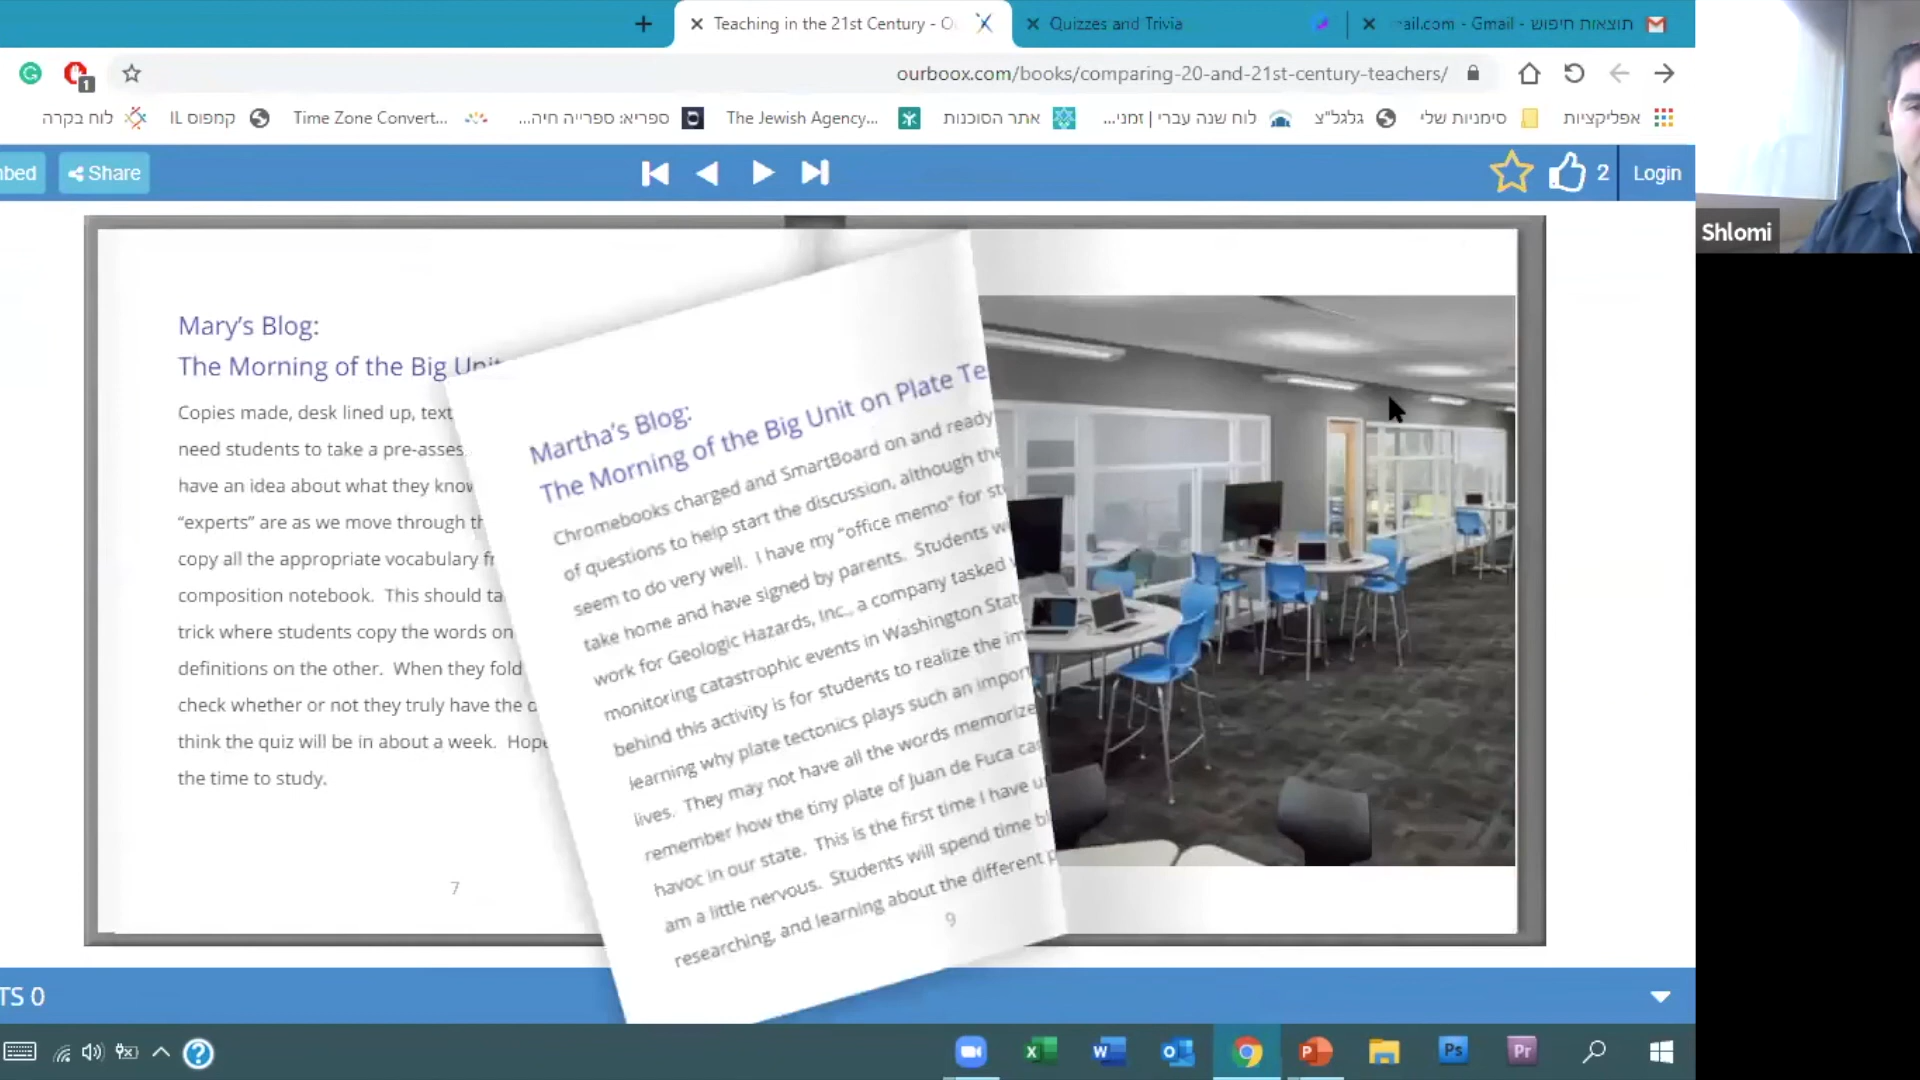 Teaching in the 21st Century - O
Quizzes and Trivia
תוצאות חיפוש - ail.com - Gmail
1
ourboox.com/books/comparing-20-and-21st-century-teachers/
לוח בקרה
קמפוס IL
Time Zone Convert...
ספריא: ספרייה חיה...
The Jewish Agency...
אתר הסוכנות
לוח שנה עברי | זמני...
גלגל"צ
סימניות שלי
אפליקציות
bed
Share
2
Login
Shlomi
Mary's Blog:
The Morning of the Big Unit
Copies made, desk lined up, text
need students to take a pre-asses
have an idea about what they know
“experts” are as we move through th
copy all the appropriate vocabulary fr
composition notebook. This should ta
trick where students copy the words on
definitions on the other. When they fold
check whether or not they truly have the d
think the quiz will be in about a week. Hope
the time to study.
7
Martha's Blog:
The Morning of the Big Unit on Plate Te
Chromebooks charged and SmartBoard on and ready
of questions to help start the discussion, although the
seem to do very well. I have my “office memo” for st
take home and have signed by parents. Students w
work for Geologic Hazards, Inc., a company tasked w
monitoring catastrophic events in Washington Stat
behind this activity is for students to realize the im
learning why plate tectonics plays such an import
lives. They may not have all the words memorize
remember how the tiny plate of Juan de Fuca ca
havoc in our state. This is the first time I have u
am a little nervous. Students will spend time bl
researching, and learning about the different p
9
TS 0